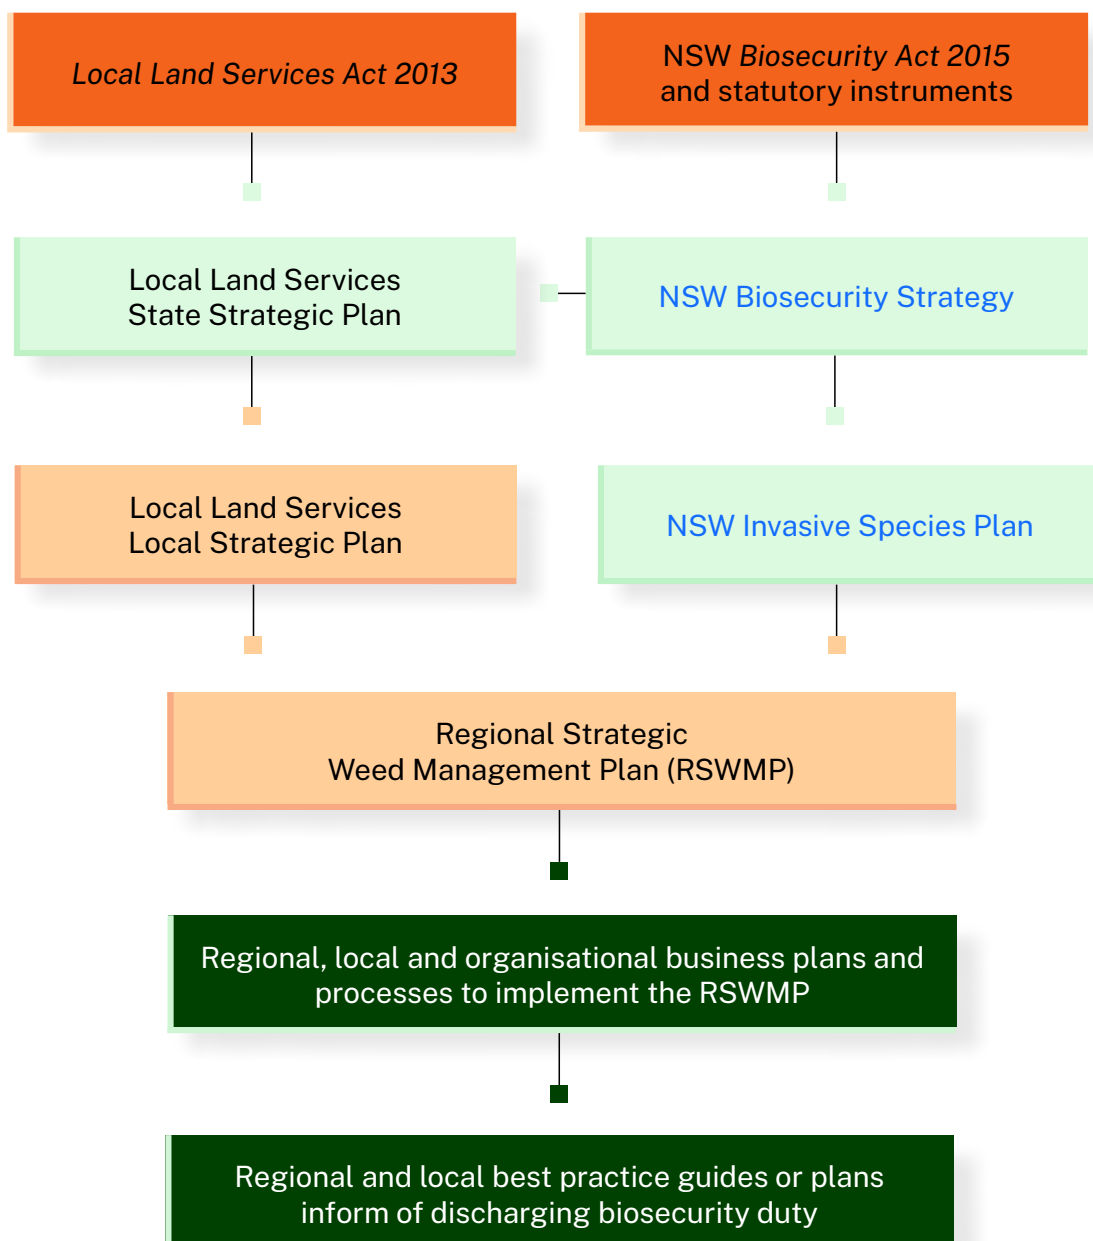 Local Land Services Act 2013
NSW Biosecurity Act 2015
and statutory instruments
Local Land Services
State Strategic Plan
NSW Biosecurity Strategy
Local Land Services
Local Strategic Plan
NSW Invasive Species Plan
Regional Strategic
Weed Management Plan (RSWMP)
Regional, local and organisational business plans and
processes to implement the RSWMP
Regional and local best practice guides or plans
inform of discharging biosecurity duty